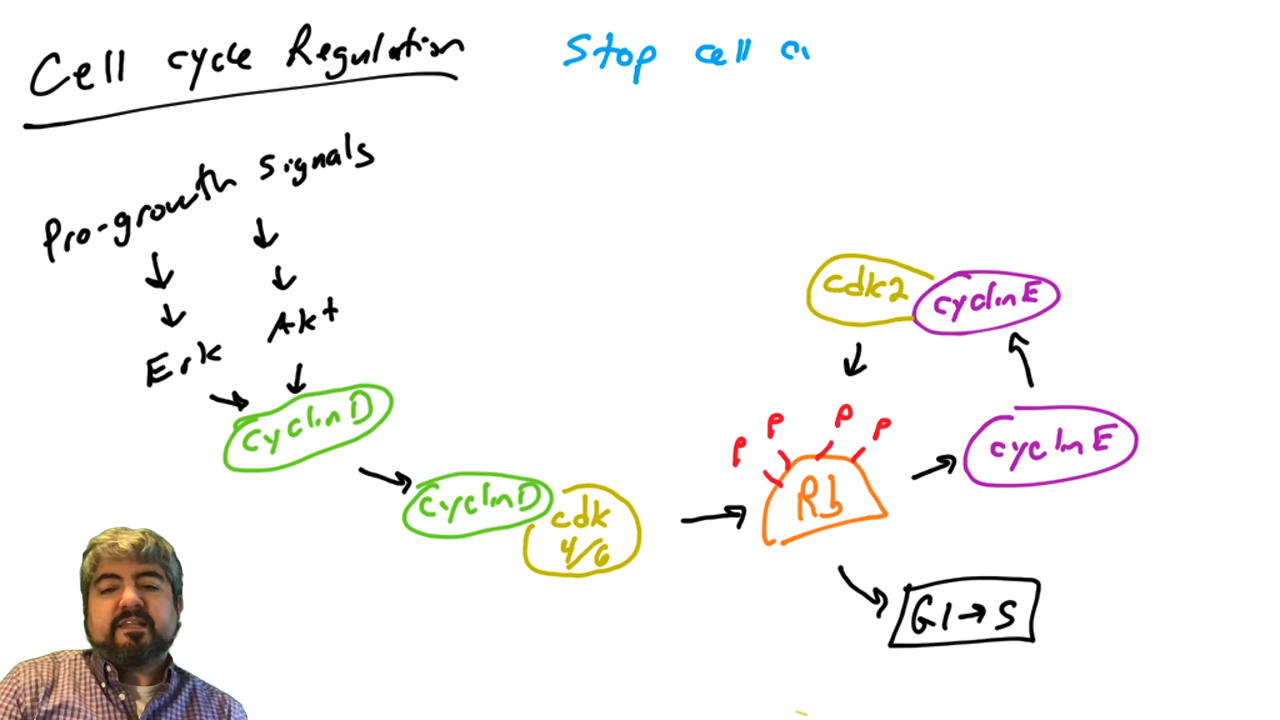 Cell cycle Regulation
Stop cell c
Pro-growth signals
Erk
Akt
cyclin D
cyclin D
cdk
4/6
P P P P
Rb
cdk2
cyclin E
cyclin E
G1→S